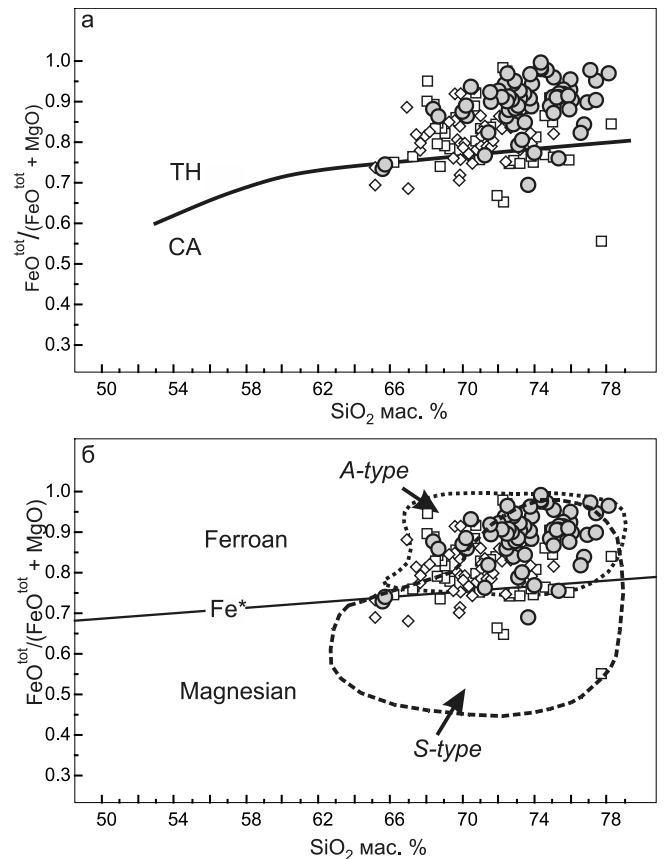 а
1.0
0.9
0.8
0.7
0.6
0.5
0.4
0.3
TH
CA
FeO^tot/(FeO^tot + MgO)
50 54 58 62 66 70 74 78
SiO₂ мас. %
б
1.0
0.9
0.8
0.7
0.6
0.5
0.4
0.3
A-type
Ferroan
Fe*
Magnesian
S-type
FeO^tot/(FeO^tot + MgO)
50 54 58 62 66 70 74 78
SiO₂ мас. %